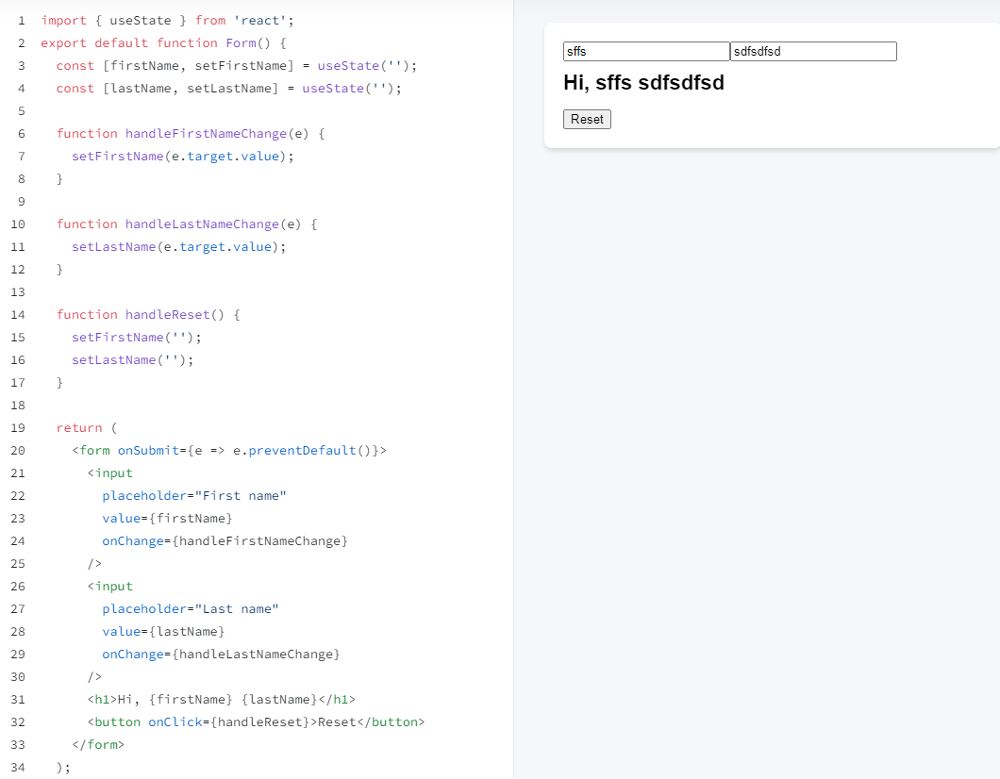 1 import { useState } from 'react';
2 export default function Form() {
3 const [firstName, setFirstName] = useState('');
4 const [lastName, setLastName] = useState('');
5
6 function handleFirstNameChange(e) {
7 setFirstName(e.target.value);
8 }
9
10 function handleLastNameChange(e) {
11 setLastName(e.target.value);
12 }
13
14 function handleReset() {
15 setFirstName('');
16 setLastName('');
17 }
18
19 return (
20 <form onSubmit={e => e.preventDefault()}>
21 <input
22 placeholder="First name"
23 value={firstName}
24 onChange={handleFirstNameChange}
25 />
26 <input
27 placeholder="Last name"
28 value={lastName}
29 onChange={handleLastNameChange}
30 />
31 <h1>Hi, {firstName} {lastName}</h1>
32 <button onClick={handleReset}>Reset</button>
33 </form>
34 );
sffs sdfsdfsd
Hi, sffs sdfsdfsd
Reset